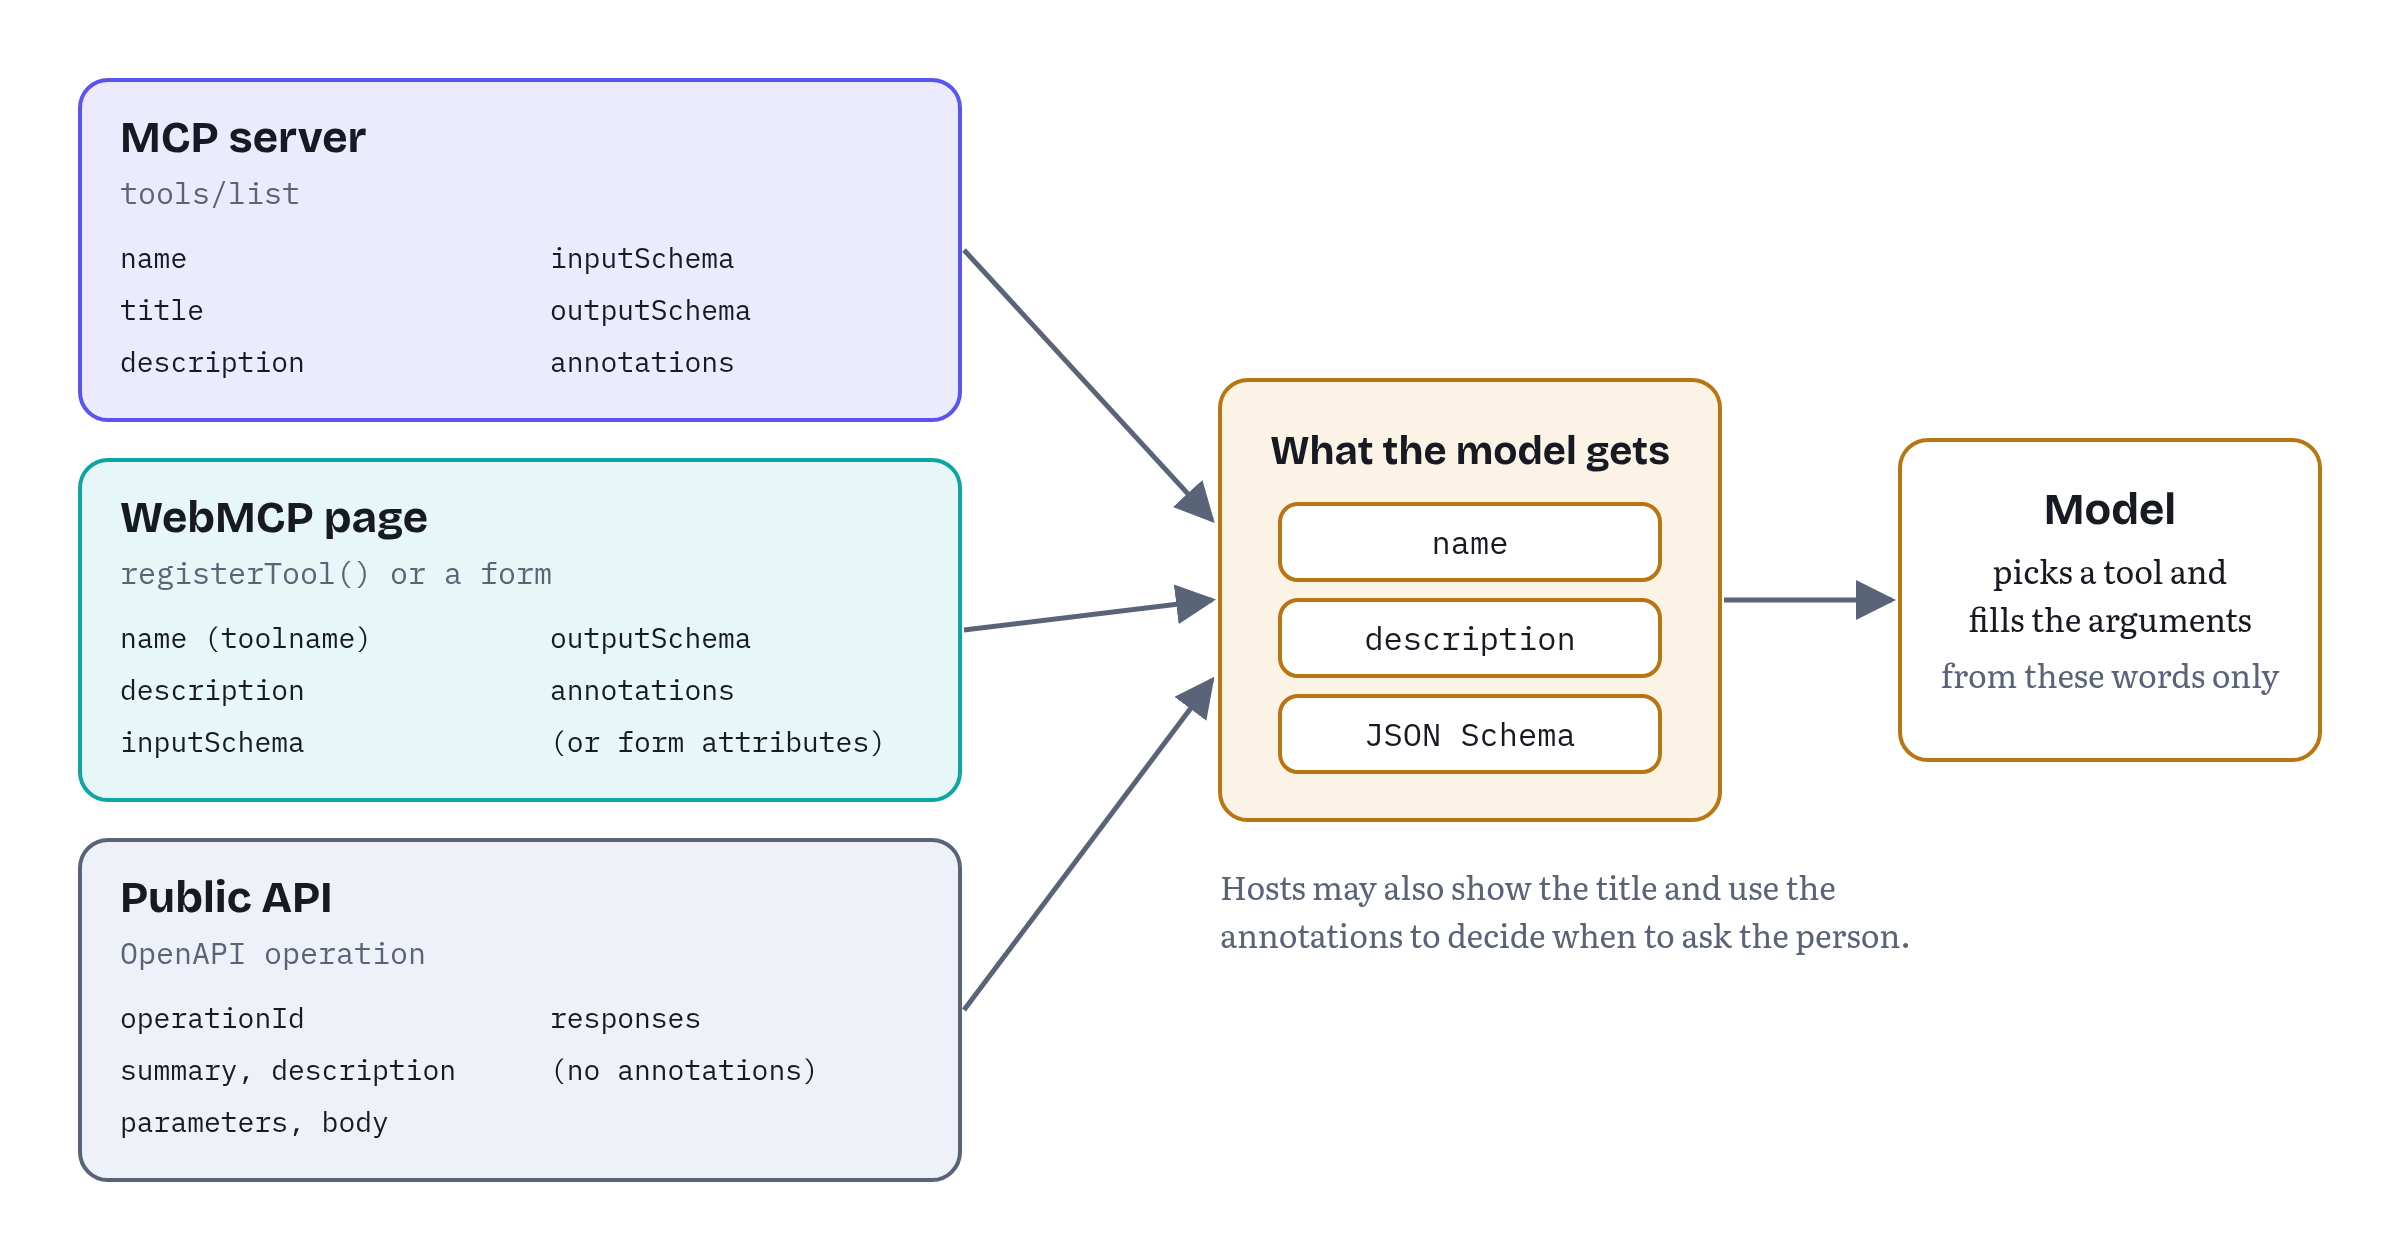 MCP server
tools/list
name
title
description
inputSchema
outputSchema
annotations
WebMCP page
registerTool() or a form
name (toolname)
description
inputSchema
outputSchema
annotations
(or form attributes)
Public API
OpenAPI operation
operationId
summary, description
parameters, body
responses
(no annotations)
What the model gets
name
description
JSON Schema
Hosts may also show the title and use the
annotations to decide when to ask the person.
Model
picks a tool and
fills the arguments
from these words only